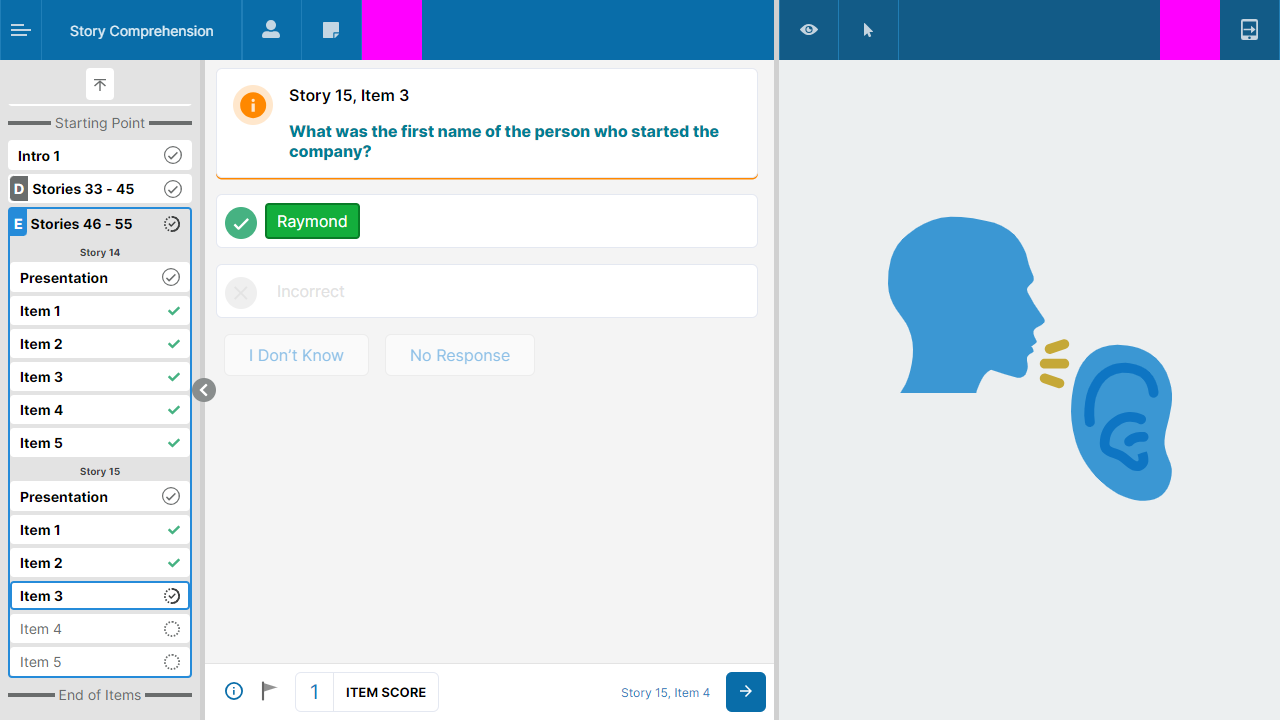 Story Comprehension
Starting Point
Intro 1
D Stories 33 - 45
E Stories 46 - 55
Story 14
Presentation
Item 1
Item 2
Item 3
Item 4
Item 5
Story 15
Presentation
Item 1
Item 2
Item 3
Item 4
Item 5
End of Items
Story 15, Item 3
What was the first name of the person who started the
company?
Raymond
Incorrect
I Don’t Know
No Response
1 ITEM SCORE
Story 15, Item 4